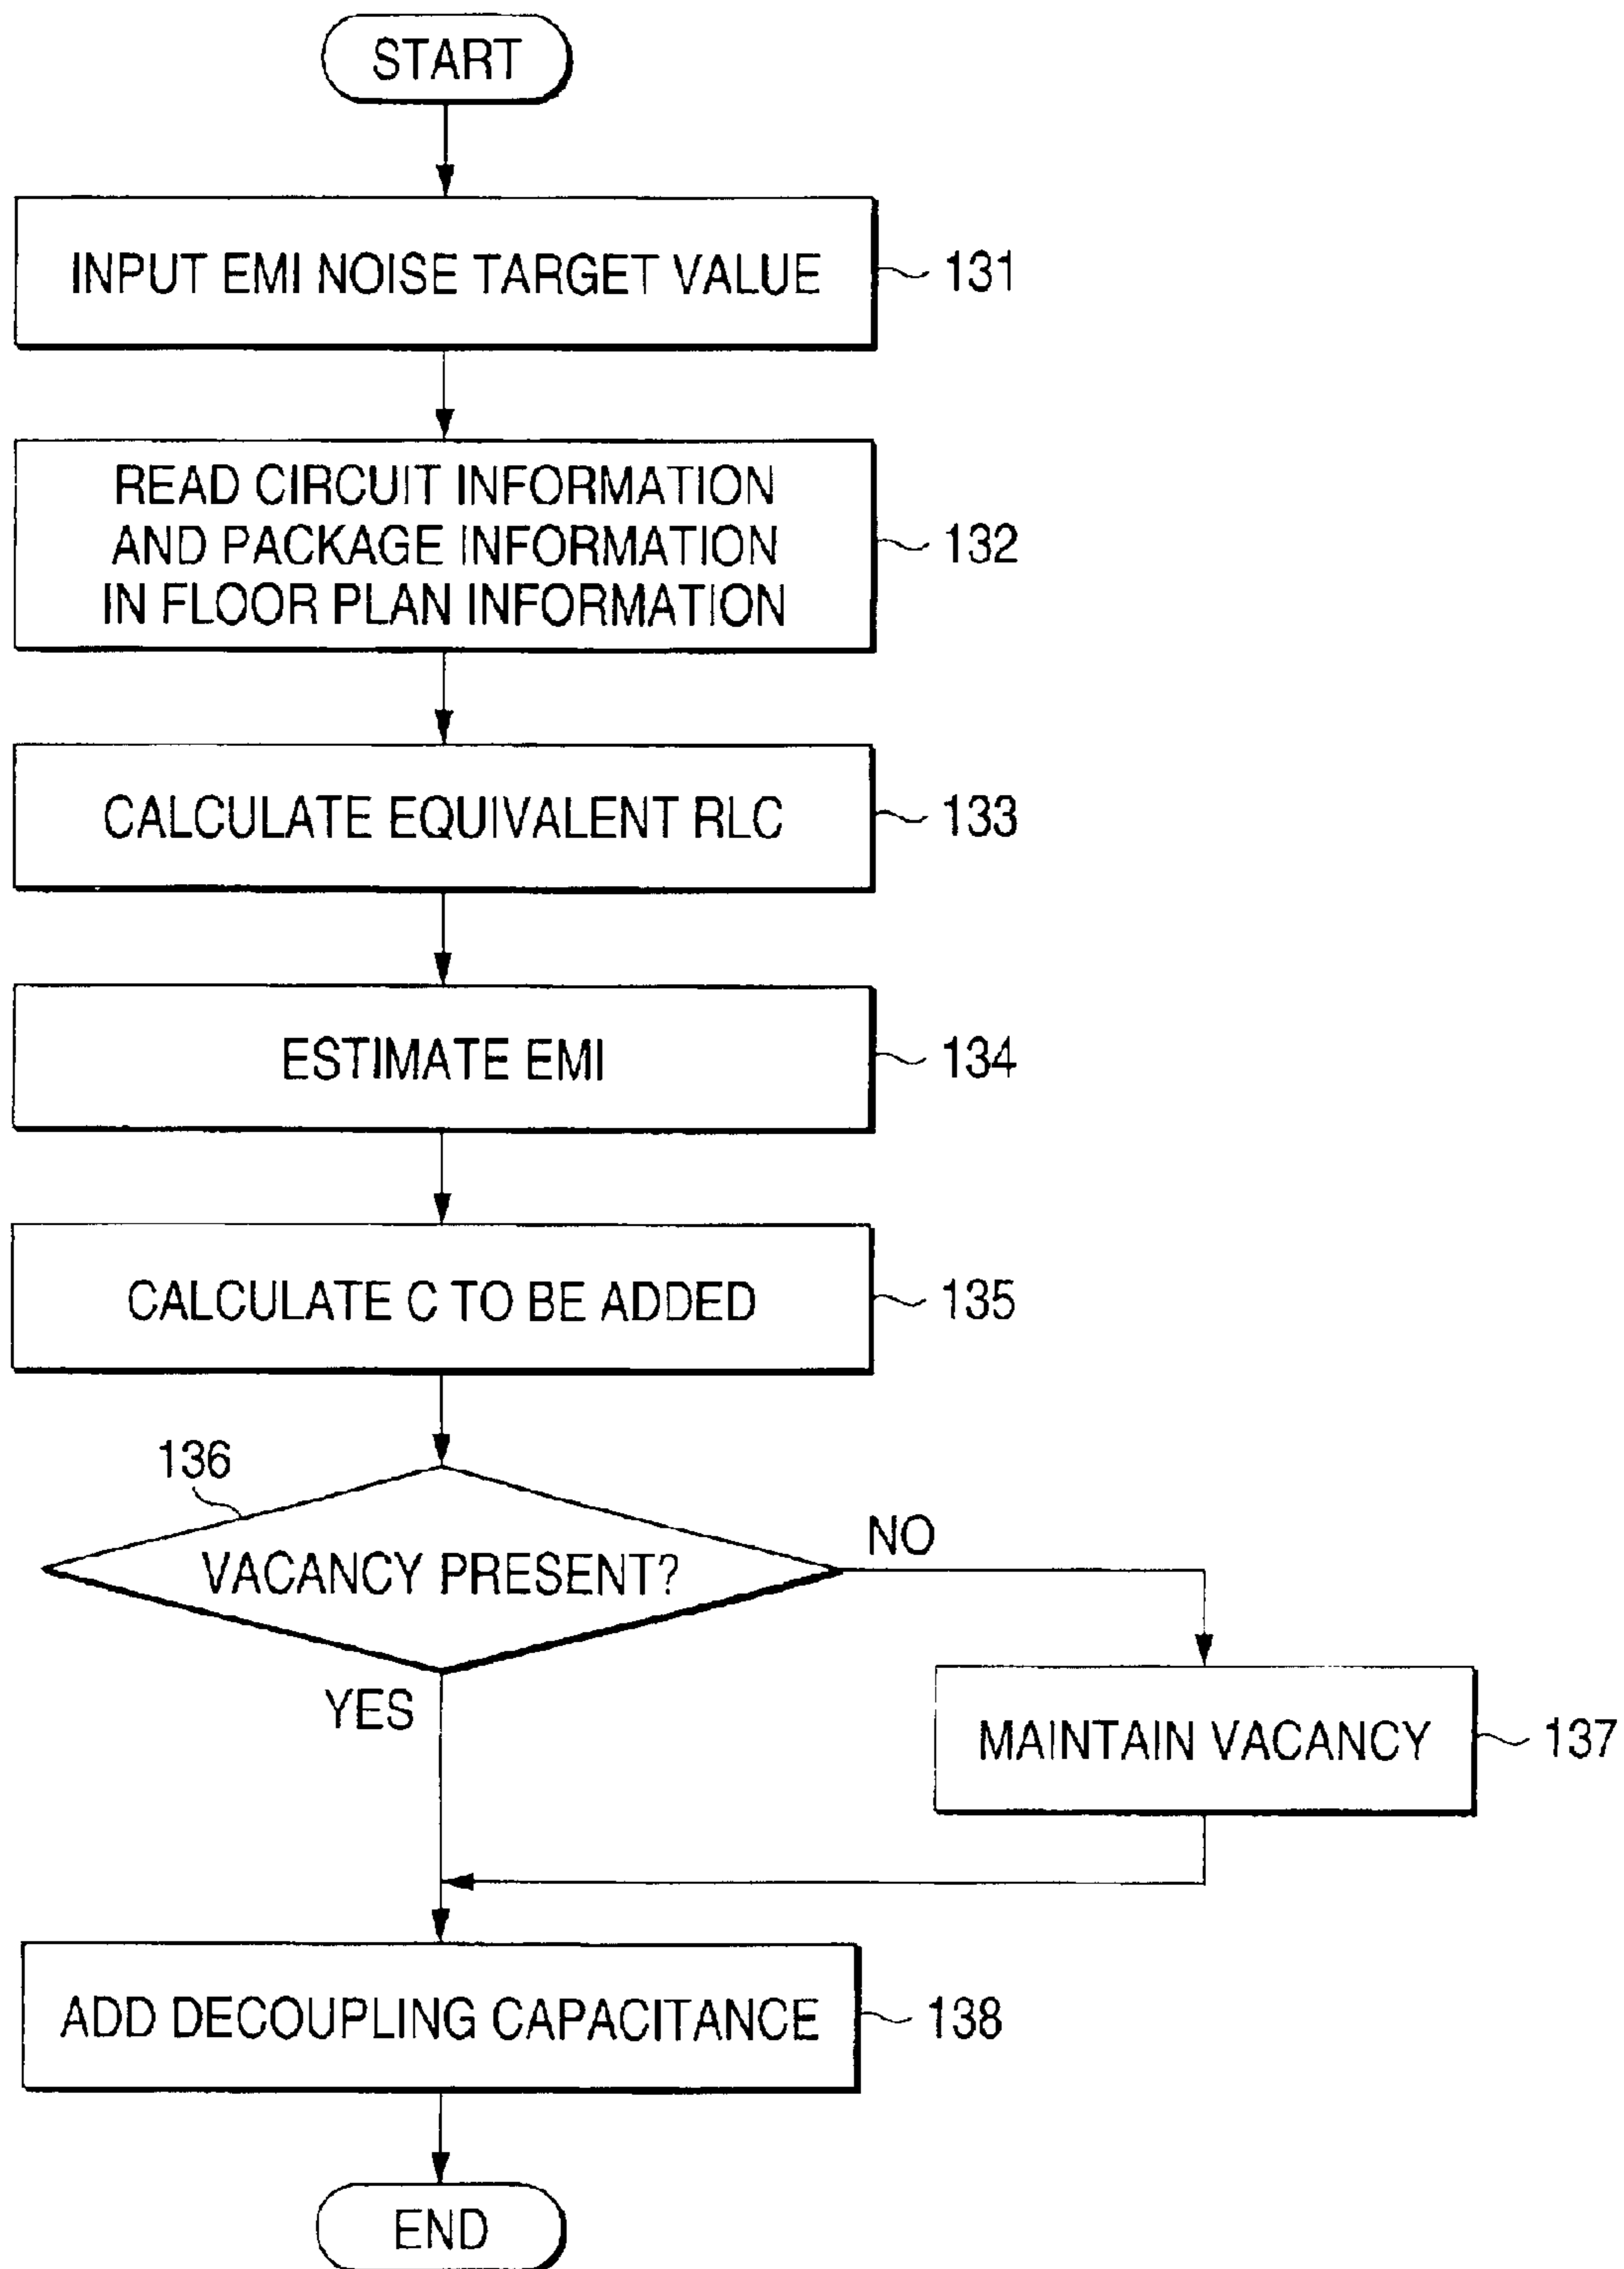 START
INPUT EMI NOISE TARGET VALUE
131
READ CIRCUIT INFORMATION
AND PACKAGE INFORMATION
IN FLOOR PLAN INFORMATION
132
CALCULATE EQUIVALENT RLC
133
ESTIMATE EMI
134
CALCULATE C TO BE ADDED
135
136
VACANCY PRESENT?
NO
YES
MAINTAIN VACANCY
137
ADD DECOUPLING CAPACITANCE
138
END